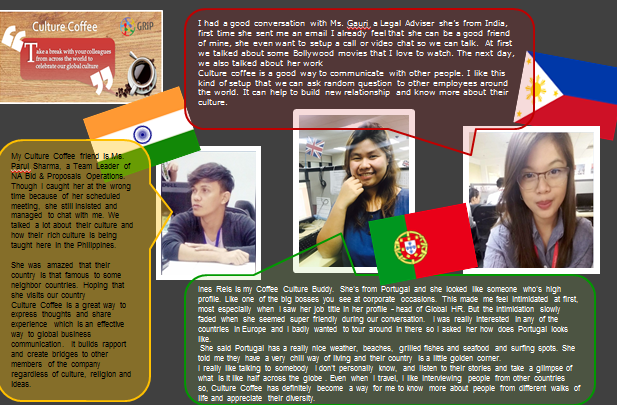 Culture Coffee
GRIP
Take a break with your colleagues
from across the world to
celebrate our global culture
I had a good conversation with Ms. Gauri, a Legal Adviser she's from India,
first time she sent me an email I already feel that she can be a good friend
of mine, she even want to setup a call or video chat so we can talk. At first
we talked about some Bollywood movies that I love to watch. The next day,
we also talked about her work
Culture coffee is a good way to communicate with other people. I like this
kind of setup that we can ask random question to other employees around
the world. It can help to build new relationship and know more about their
culture.
My Culture Coffee friend is Ms.
Parul Sharma, a Team Leader of
NA Bid & Proposals Operations.
Though I caught her at the wrong
time because of her scheduled
meeting, she still insisted and
managed to chat with me. We
talked a lot about their culture and
how their rich culture is being
taught here in the Philippines.
She was amazed that their
country is that famous to some
neighbor countries. Hoping that
she visits our country
Culture Coffee is a great way to
express thoughts and share
experience which is an effective
way to global business
communication. It builds rapport
and create bridges to other
members of the company
regardless of culture, religion and
ideas.
Ines Reis is my Coffee Culture Buddy. She's from Portugal and she looked like someone who's high
profile. Like one of the big bosses you see at corporate occasions. This made me feel intimidated at first,
most especially when I saw her job title in her profile - head of Global HR. But the intimidation slowly
faded when she seemed super friendly during our conversation. I was really interested in any of the
countries in Europe and I badly wanted to tour around in there so I asked her how does Portugal looks
like.
She said Portugal has a really nice weather, beaches, grilled fishes and seafood and surfing spots. She
told me they have a very chill way of living and their country is a little golden corner.
I really like talking to somebody I don't personally know, and listen to their stories and take a glimpse of
what is it like half across the globe. Even when I travel, I like interviewing people from other countries
so, Culture Coffee has definitely become a way for me to know more about people from different walks of
life and appreciate their diversity.